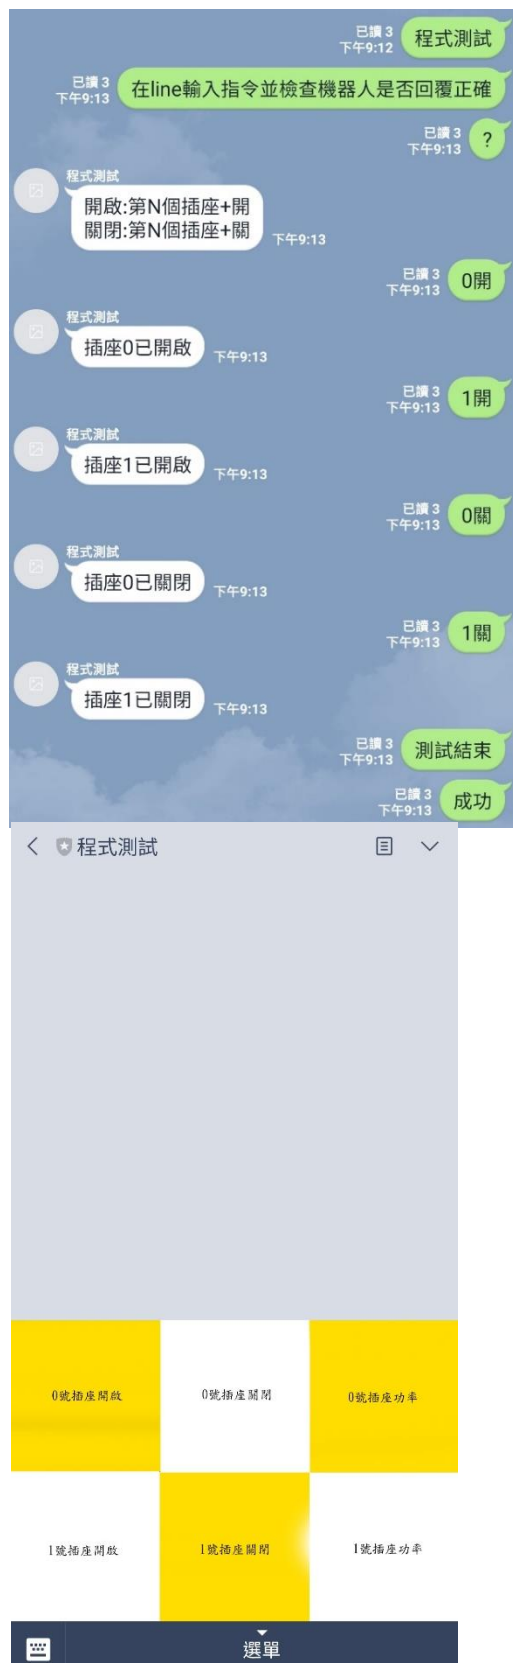 已讀 3
下午9:12
程式測試
已讀 3
下午9:13
在line輸入指令並檢查機器人是否回覆正確
已讀 3
下午9:13
?
程式測試
開啟:第N個插座+開
關閉:第N個插座+關
下午9:13
已讀 3
下午9:13
0開
程式測試
插座0已開啟
下午9:13
已讀 3
下午9:13
1開
程式測試
插座1已開啟
下午9:13
已讀 3
下午9:13
0關
程式測試
插座0已關閉
下午9:13
已讀 3
下午9:13
1關
程式測試
插座1已關閉
下午9:13
已讀 3
下午9:13
測試結束
已讀 3
下午9:13
成功
程式測試
0號插座開啟
0號插座關閉
0號插座功率
1號插座開啟
1號插座關閉
1號插座功率
選單